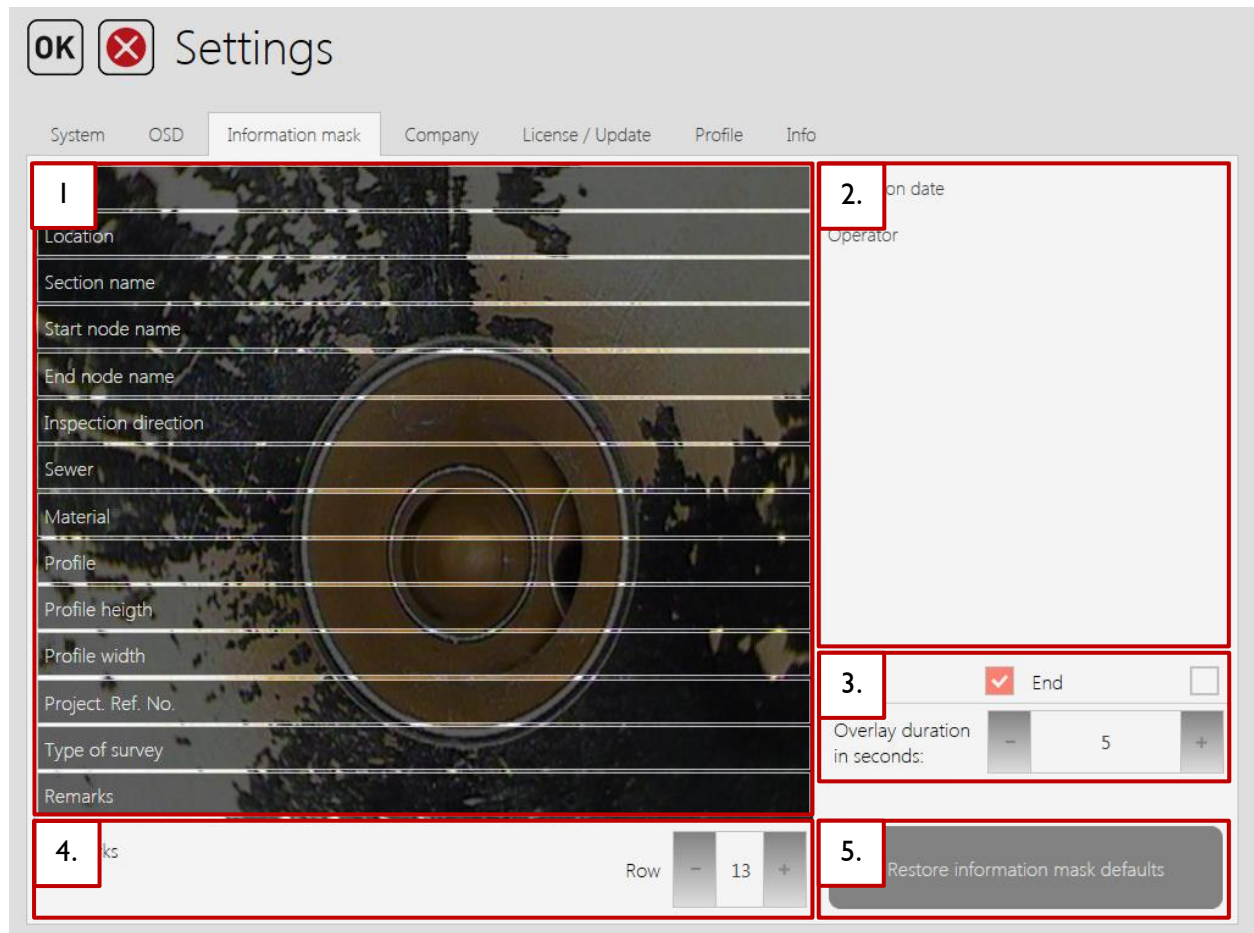 OK Settings
System OSD Information mask Company License / Update Profile Info
1
Location
Section name
Start node name
End node name
Inspection direction
Sewer
Material
Profile
Profile heigth
Profile width
Project. Ref. No.
Type of survey
Remarks
2. on date
Operator
3. End
Overlay duration
in seconds:
- 5 +
4. ks
Row - 13 +
5. Restore information mask defaults